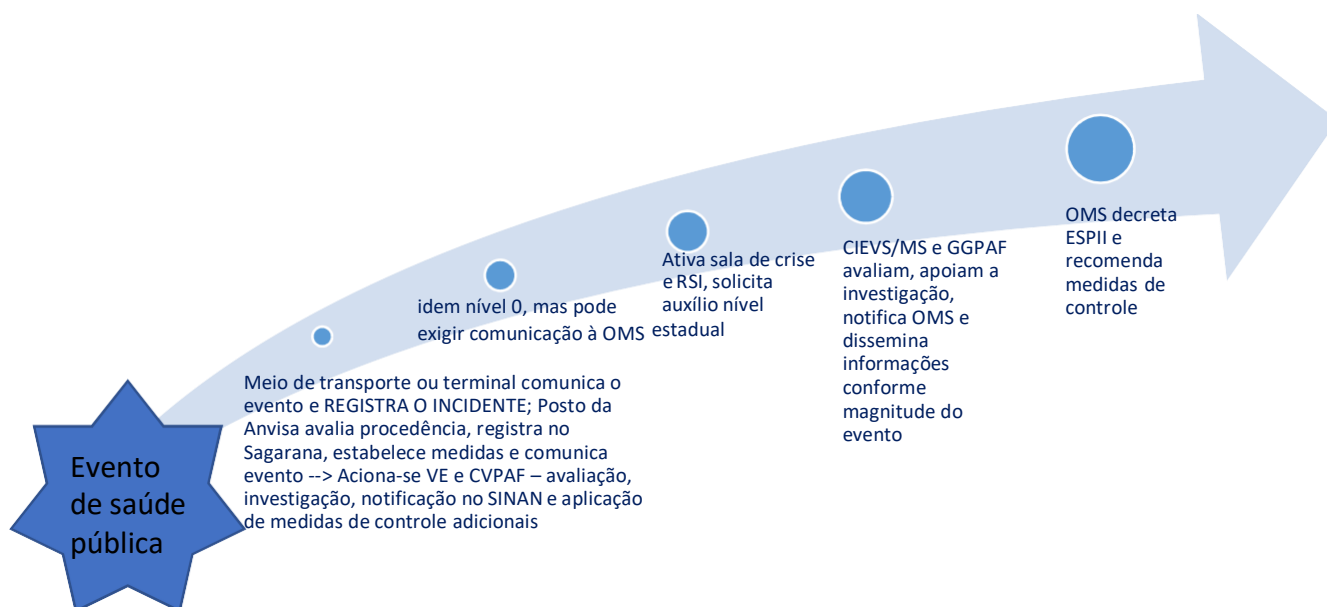 Evento
de saúde
pública
Meio de transporte ou terminal comunica o
evento e REGISTRA O INCIDENTE; Posto da
Anvisa avalia procedência, registra no
Sagarana, estabelece medidas e comunica
evento --> Aciona-se VE e CVPAF – avaliação,
investigação, notificação no SINAN e aplicação
de medidas de controle adicionais
idem nível 0, mas pode
exigir comunicação à OMS
Ativa sala de crise
e RSI, solicita
auxílio nível
estadual
CIEVS/MS e GGPAF
avaliam, apoiam a
investigação,
notifica OMS e
dissemina
informações
conforme
magnitude do
evento
OMS decreta
ESPII e
recomenda
medidas de
controle